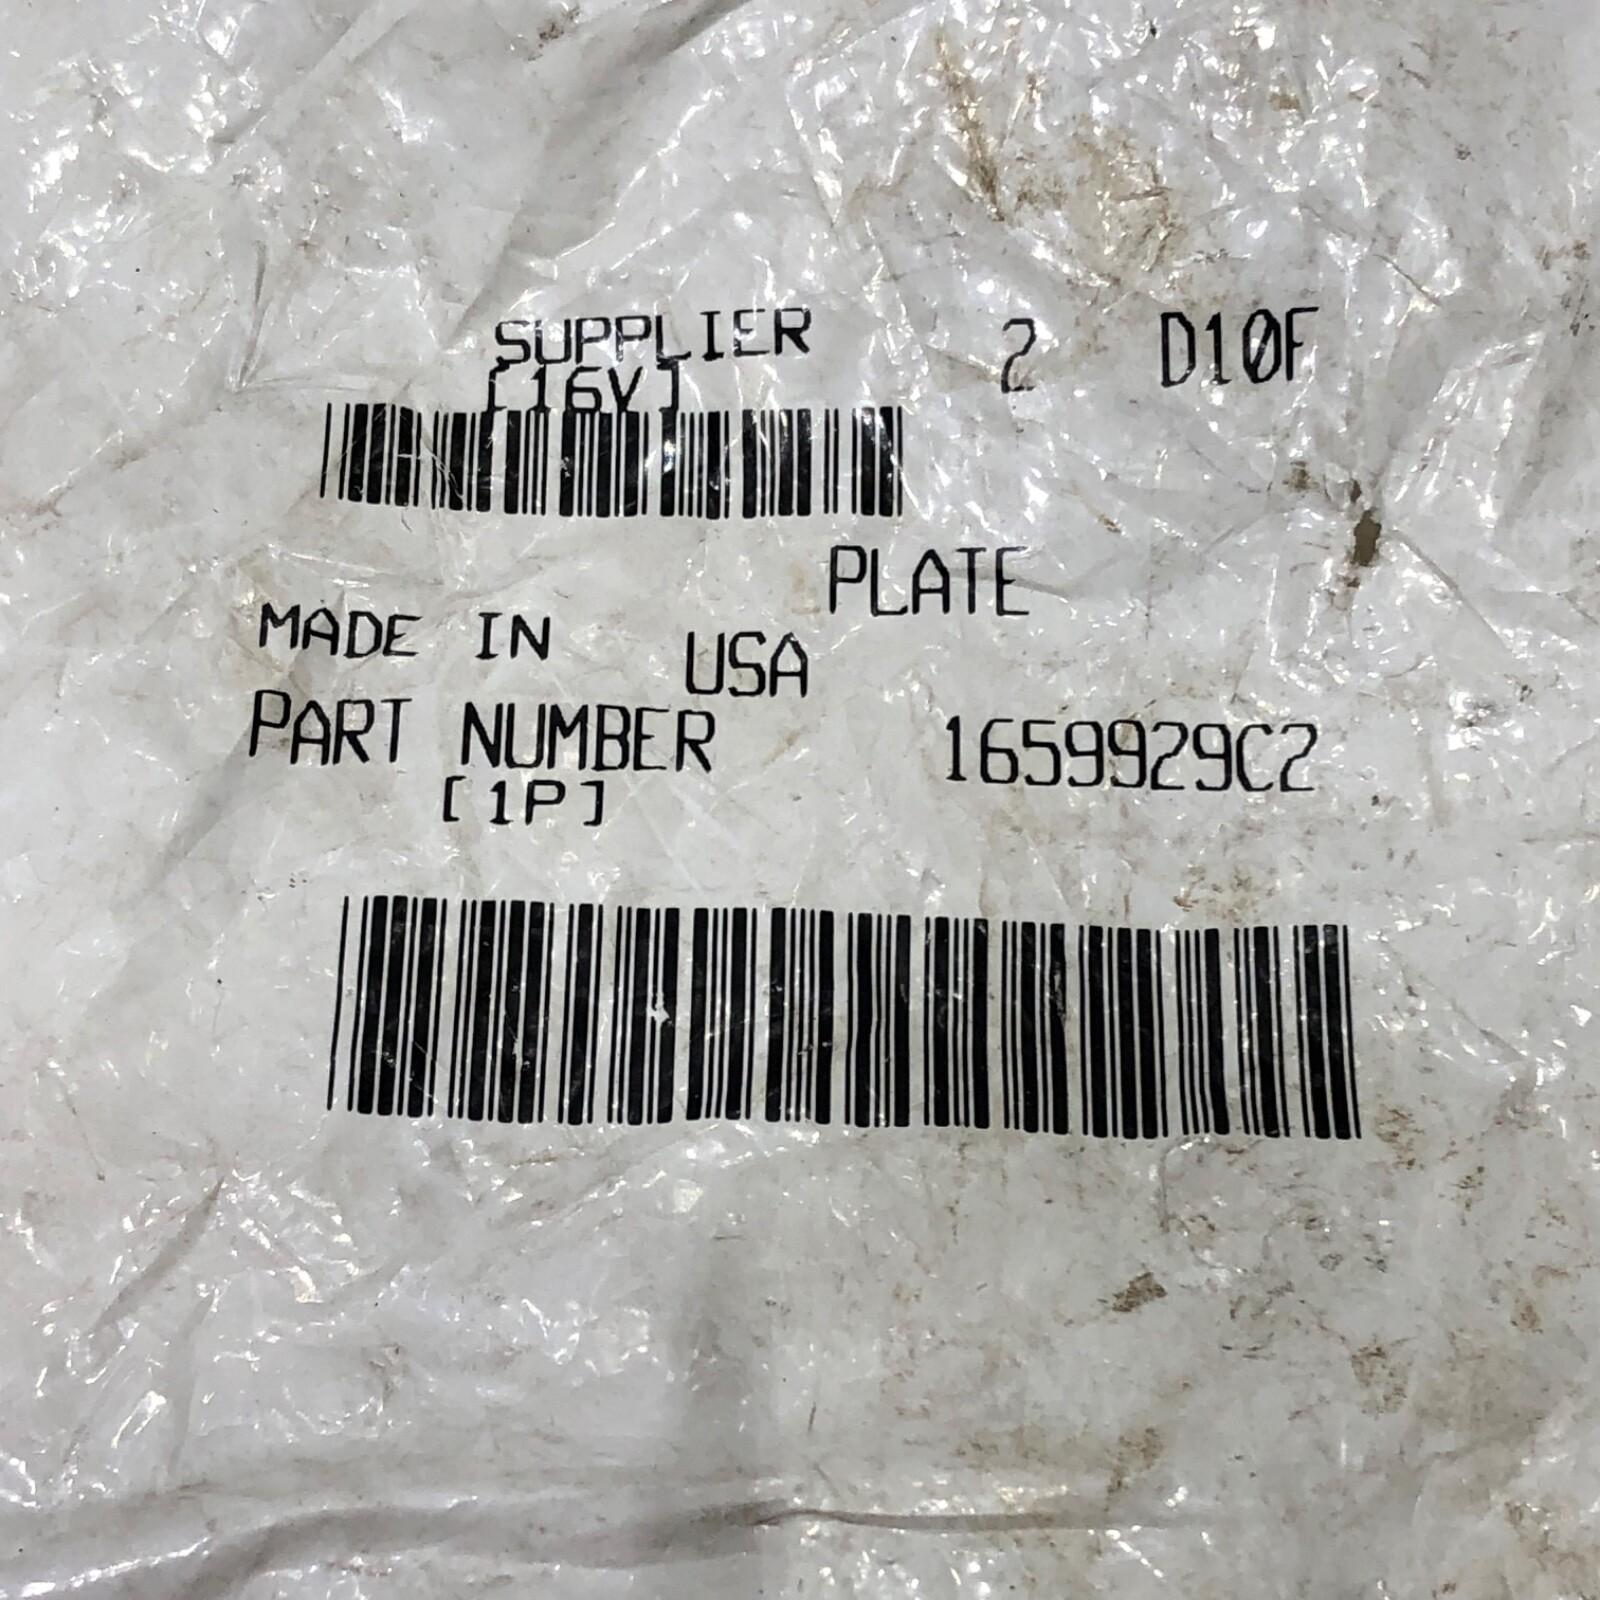 SUPPLIER 2 D10F
[16V]
PLATE
MADE IN USA
PART NUMBER 1659929C2
[1P]